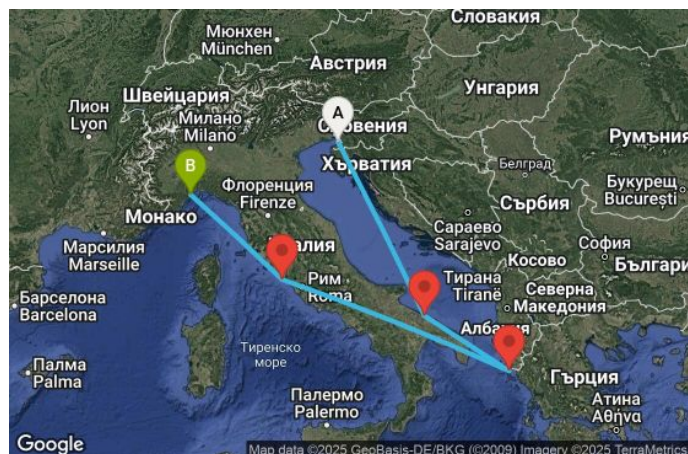 Словакия
Мюнхен
München
Австрия
Унгария
Швейцария
Лион
Lyon
Милано
Milano
A
Словения
Румъния
Хърватия
Белград
B
Флоренция
Firenze
Сърбия
Букурещ
București
Монако
Сараево
Sarajevo
Марсилия
Marseille
Италия
София
Косово
България
Рим
Roma
Тирана
Tiranë
Северна
Македония
Барселона
Barcelona
Албания
Тиренско
море
Палма
Palma
Гърция
Палермо
Palermo
Атина
Αθήνα
Google
Map data ©2025 GeoBasis-DE/BKG (©2009) Imagery ©2025 TerraMetrics